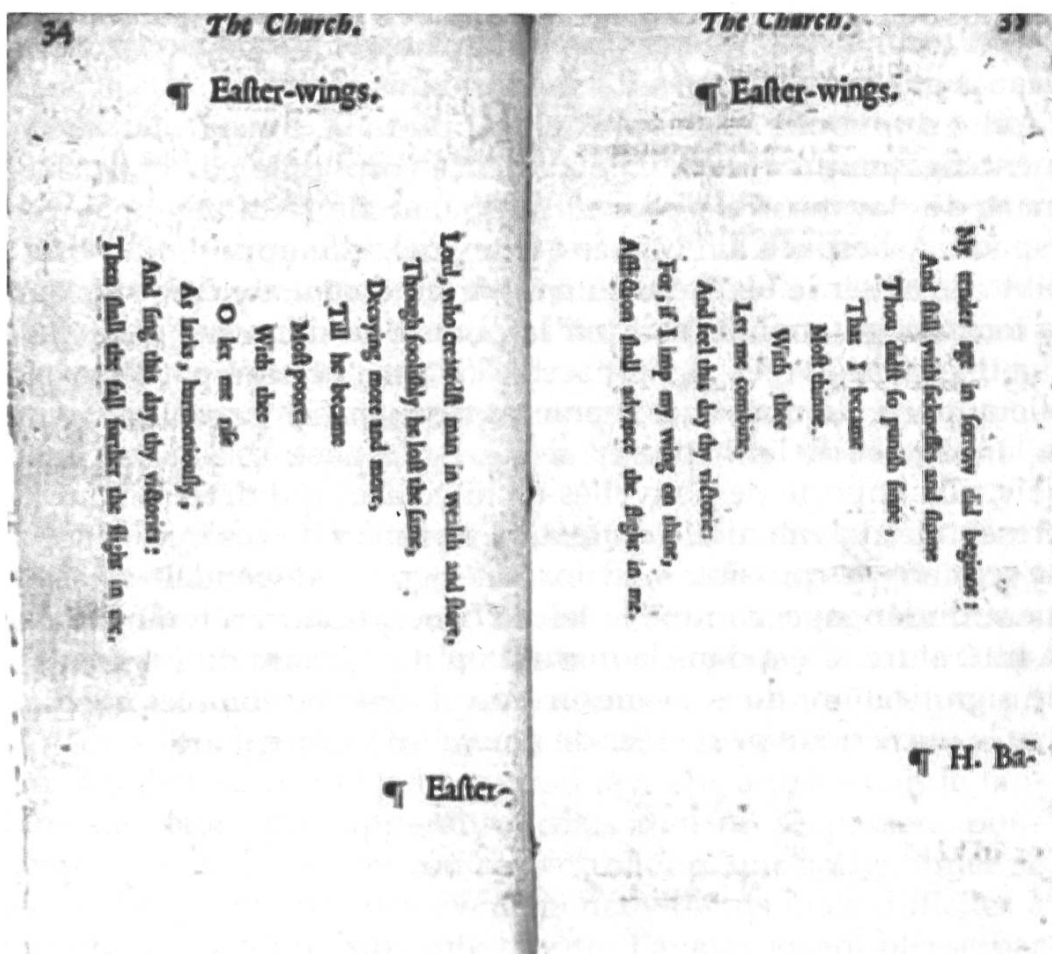 34 The Church.
¶ Eaſter-wings.
Lord, who createdſt man in wealth and ſtore,
Though fooliſhly he loſt the ſame,
Decaying more and more,
Till he became
Moſt poore:
With thee
O let me riſe
As larks, harmoniouſly,
And ſing this day thy victories:
Then ſhall the fall further the flight in me.
¶ Eaſter-
The Church.
¶ Eaſter-wings.
My tender age in ſorrow did beginne:
And ſtill with ſickneſſes and ſhame
Thou didſt ſo puniſh ſinne,
That I became
Moſt thinne.
With thee
Let me combine
And feel this day thy victorie:
For, if I imp my wing on thine,
Affliction ſhall advance the flight in me.
¶ H. Ba-